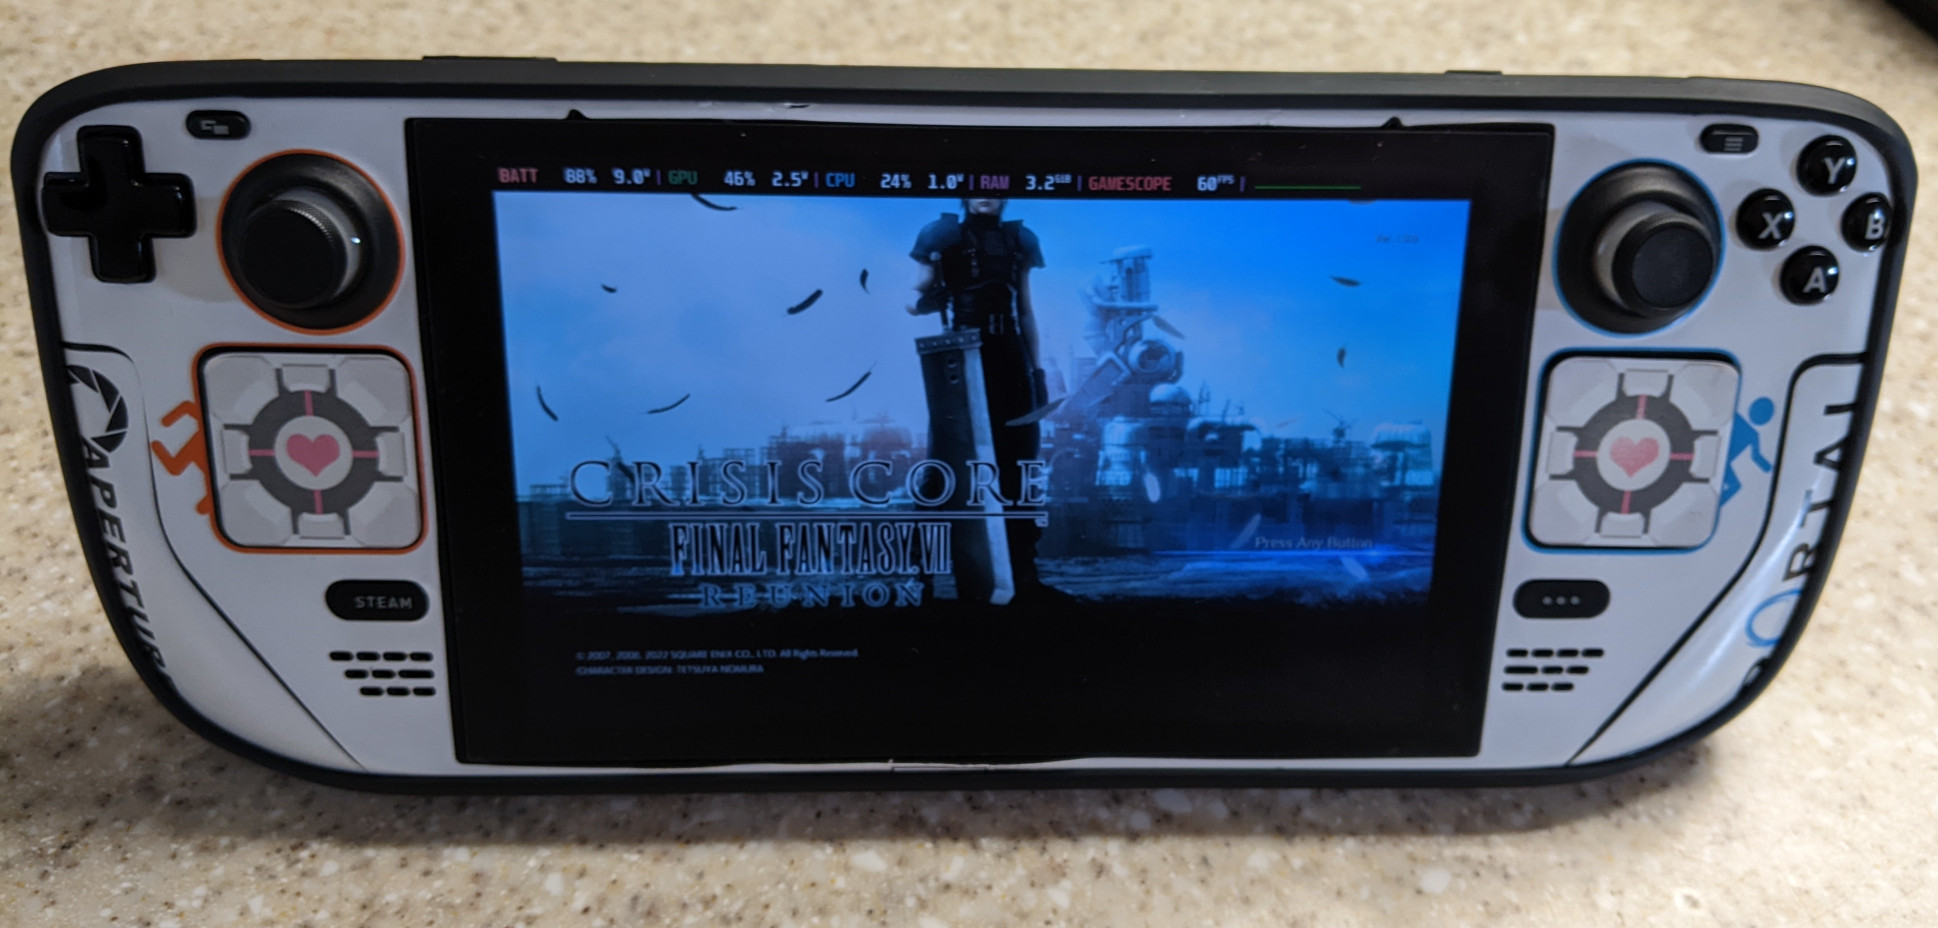 BATT 88% 9.0W | GPU 46% 2.5W | CPU 24% 1.0W | RAM 3.2GiB | GAMESCOPE 60FPS |
Y
X
B
A
APERTURE
PORTAL
CRISIS CORE
FINAL FANTASY VII
REUNION
Press Any Button
STEAM
© 2007, 2008, 2022 SQUARE ENIX CO., LTD. All Rights Reserved.
CHARACTER DESIGN: TETSUYA NOMURA